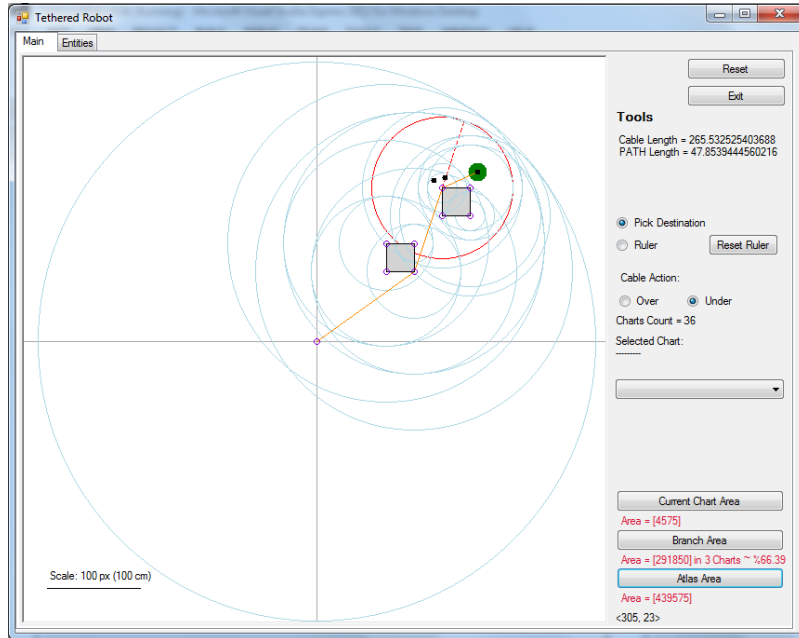 Tethered Robot
Main
Entities
Reset
Exit
Tools
Cable Length = 265.532525403688
PATH Length = 47.8539444560216
Pick Destination
Ruler
Reset Ruler
Cable Action:
Over
Under
Charts Count = 36
Selected Chart:
---------
Current Chart Area
Area = [4575]
Branch Area
Area = [291850] in 3 Charts ~ %66.39
Atlas Area
Area = [439575]
Scale: 100 px (100 cm)
<305, 23>